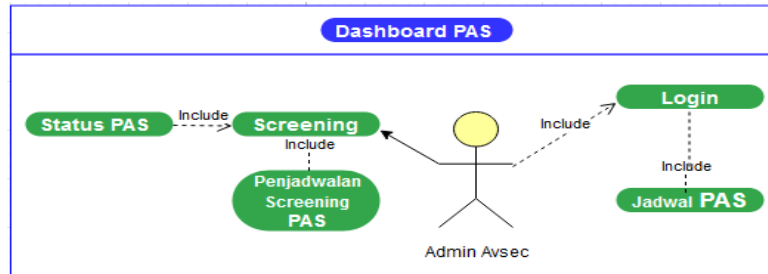 Dashboard PAS
Status PAS
Include
Screening
Include
Penjadwalan
Screening
PAS
Include
Login
Include
Jadwal PAS
Admin Avsec